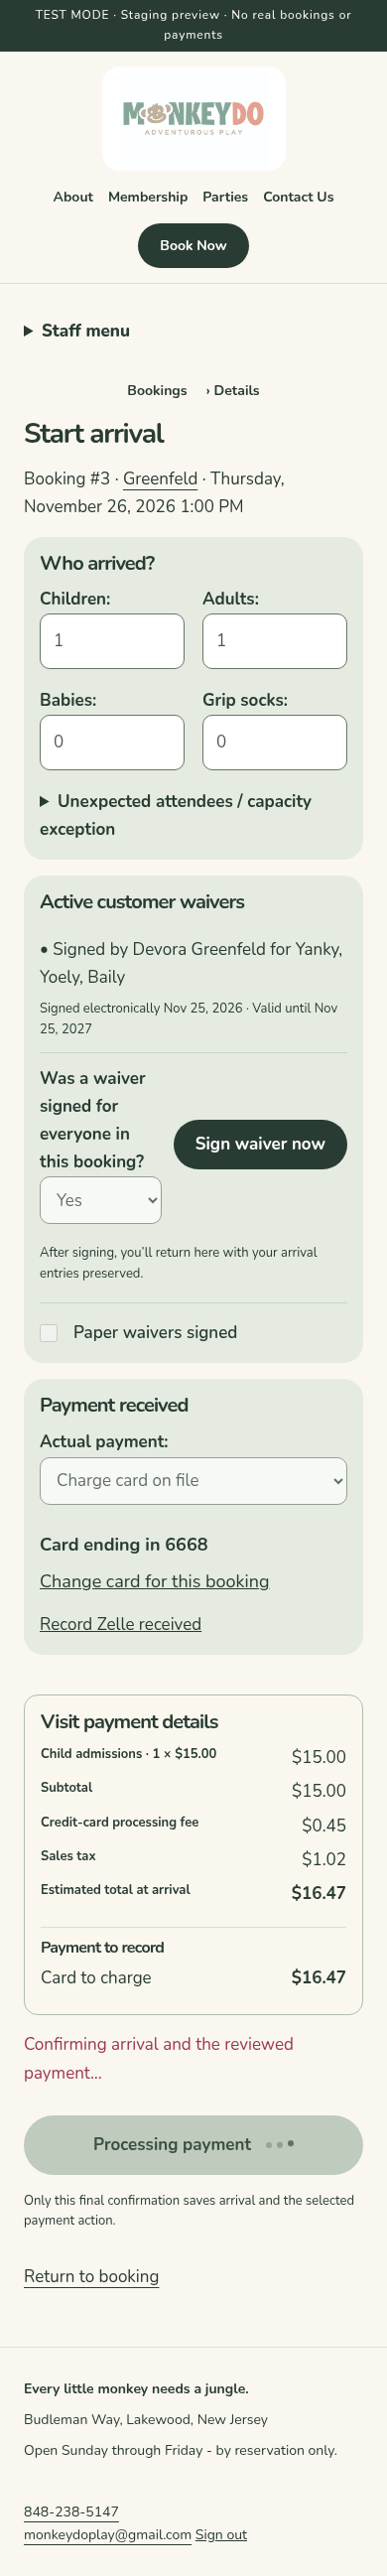 TEST MODE · Staging preview · No real bookings or
payments
MONKEYDO
ADVENTUROUS PLAY
About Membership Parties Contact Us
Book Now
Staff menu
Bookings › Details
Start arrival
Booking #3 · Greenfeld · Thursday,
November 26, 2026 1:00 PM
Who arrived?
Children: Adults:
1 1
Babies: Grip socks:
0 0
Unexpected attendees / capacity
exception
Active customer waivers
• Signed by Devora Greenfeld for Yanky,
Yoely, Baily
Signed electronically Nov 25, 2026 · Valid until Nov
25, 2027
Was a waiver
signed for
everyone in
this booking?
Yes
Sign waiver now
After signing, you’ll return here with your arrival
entries preserved.
Paper waivers signed
Payment received
Actual payment:
Charge card on file
Card ending in 6668
Change card for this booking
Record Zelle received
Visit payment details
Child admissions · 1 × $15.00 $15.00
Subtotal $15.00
Credit-card processing fee $0.45
Sales tax $1.02
Estimated total at arrival $16.47
Payment to record
Card to charge $16.47
Confirming arrival and the reviewed
payment...
Processing payment
Only this final confirmation saves arrival and the selected
payment action.
Return to booking
Every little monkey needs a jungle.
Budleman Way, Lakewood, New Jersey
Open Sunday through Friday - by reservation only.
848-238-5147
monkeydoplay@gmail.com Sign out